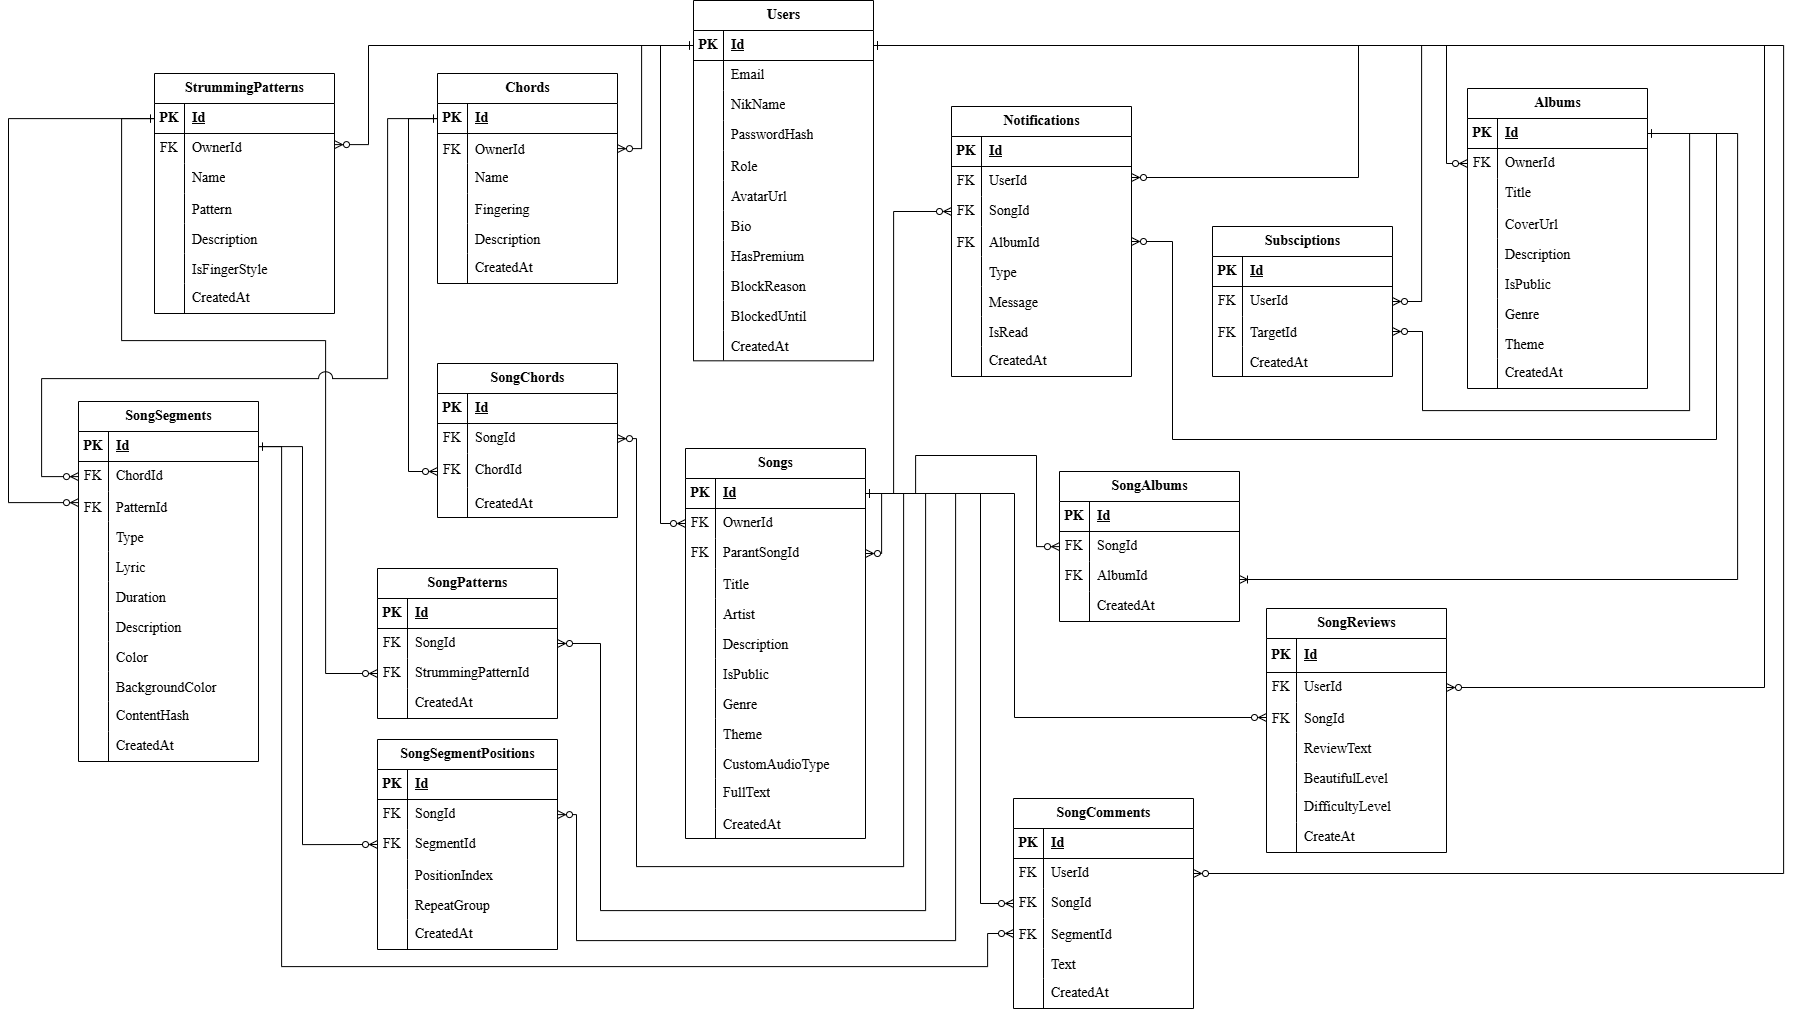 Users
PK Id
Email
NikName
PasswordHash
Role
AvatarUrl
Bio
HasPremium
BlockReason
BlockedUntil
CreatedAt
StrummingPatterns
PK Id
FK OwnerId
Name
Pattern
Description
IsFingerStyle
CreatedAt
Chords
PK Id
FK OwnerId
Name
Fingering
Description
CreatedAt
Notifications
PK Id
FK UserId
FK SongId
FK AlbumId
Type
Message
IsRead
CreatedAt
Subsciptions
PK Id
FK UserId
FK TargetId
CreatedAt
Albums
PK Id
FK OwnerId
Title
CoverUrl
Description
IsPublic
Genre
Theme
CreatedAt
SongSegments
PK Id
FK ChordId
FK PatternId
Type
Lyric
Duration
Description
Color
BackgroundColor
ContentHash
CreatedAt
SongChords
PK Id
FK SongId
FK ChordId
CreatedAt
Songs
PK Id
FK OwnerId
FK ParantSongId
Title
Artist
Description
IsPublic
Genre
Theme
CustomAudioType
FullText
CreatedAt
SongAlbums
PK Id
FK SongId
FK AlbumId
CreatedAt
SongPatterns
PK Id
FK SongId
FK StrummingPatternId
CreatedAt
SongReviews
PK Id
FK UserId
FK SongId
ReviewText
BeautifulLevel
DifficultyLevel
CreateAt
SongSegmentPositions
PK Id
FK SongId
FK SegmentId
PositionIndex
RepeatGroup
CreatedAt
SongComments
PK Id
FK UserId
FK SongId
FK SegmentId
Text
CreatedAt